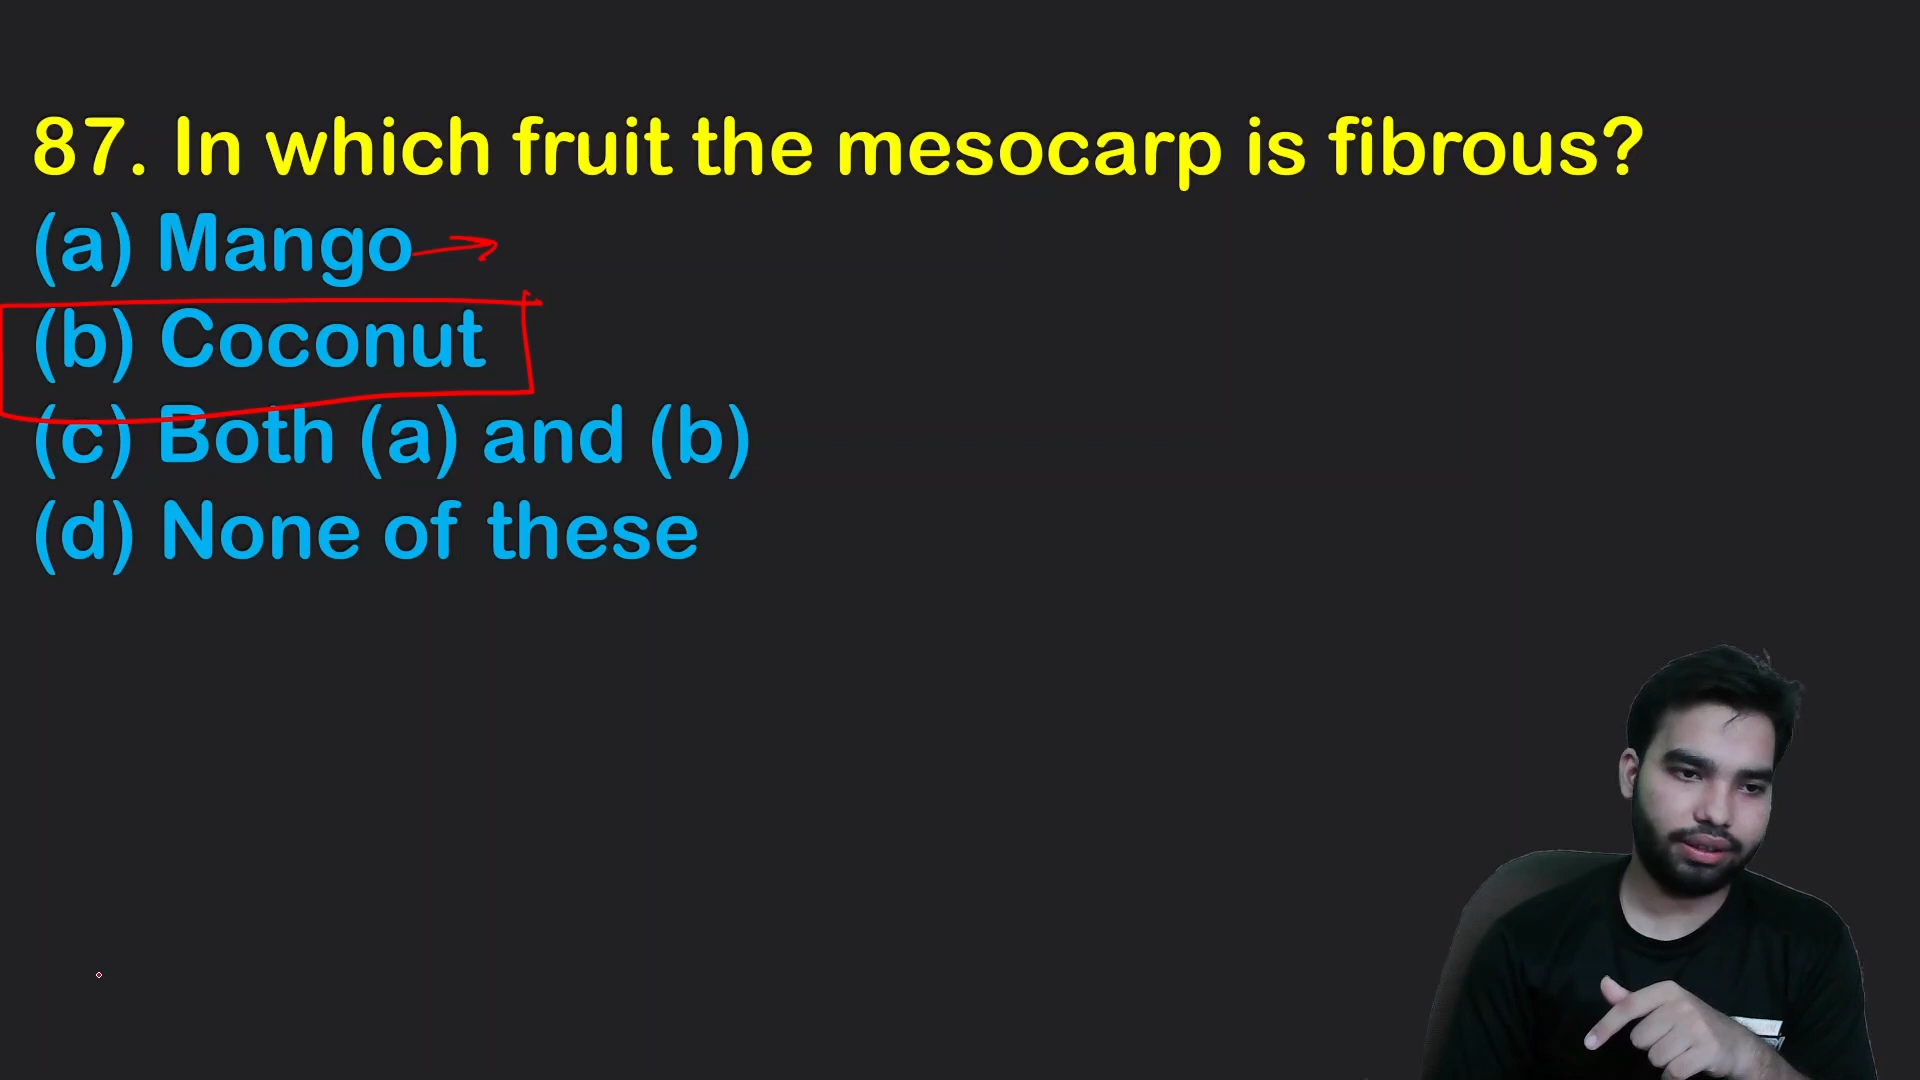 87. In which fruit the mesocarp is fibrous?
(a) Mango
(b) Coconut
(c) Both (a) and (b)
(d) None of these